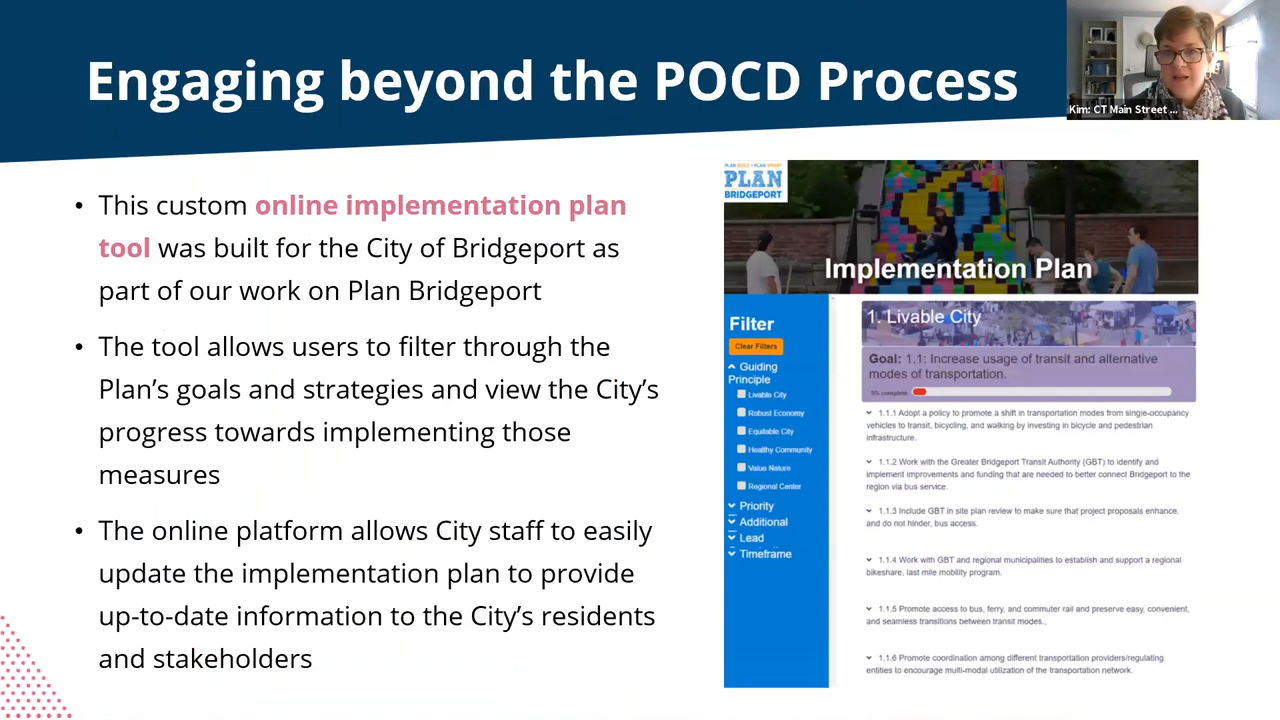 Engaging beyond the POCD Process
Kim: CT Main Street ...
• This custom online implementation plan
tool was built for the City of Bridgeport as
part of our work on Plan Bridgeport
• The tool allows users to filter through the
Plan's goals and strategies and view the City's
progress towards implementing those
measures
• The online platform allows City staff to easily
update the implementation plan to provide
up-to-date information to the City's residents
and stakeholders
PLAN
BRIDGEPORT
Implementation Plan
Filter
Clear Filters
Guiding
Principle
Livable City
Robust Economy
Equitable City
Healthy Community
Value Nature
Regional Center
Priority
Additional
Lead
Timeframe
1. Livable City
Goal: 1.1: Increase usage of transit and alternative
modes of transportation.
complete
1.1.1 Adopt a policy to promote a shift in transportation modes from single-occupancy
vehicles to transit, bicycling, and walking by investing in bicycle and pedestrian
infrastructure.
1.1.2 Work with the Greater Bridgeport Transit Authority (GBT) to identify and
implement improvements and funding that are needed to better connect Bridgeport to the
region via bus service.
1.1.3 Include GBT in site plan review to make sure that project proposals enhance,
and do not hinder, bus access.
1.1.4 Work with GBT and regional municipalities to establish and support a regional
bikeshare, last mile mobility program.
1.1.5 Promote access to bus, ferry, and commuter rail and preserve easy, convenient,
and seamless transitions between transit modes.,
1.1.6 Promote coordination among different transportation providers/regulating
entities to encourage multi-modal utilization of the transportation network.